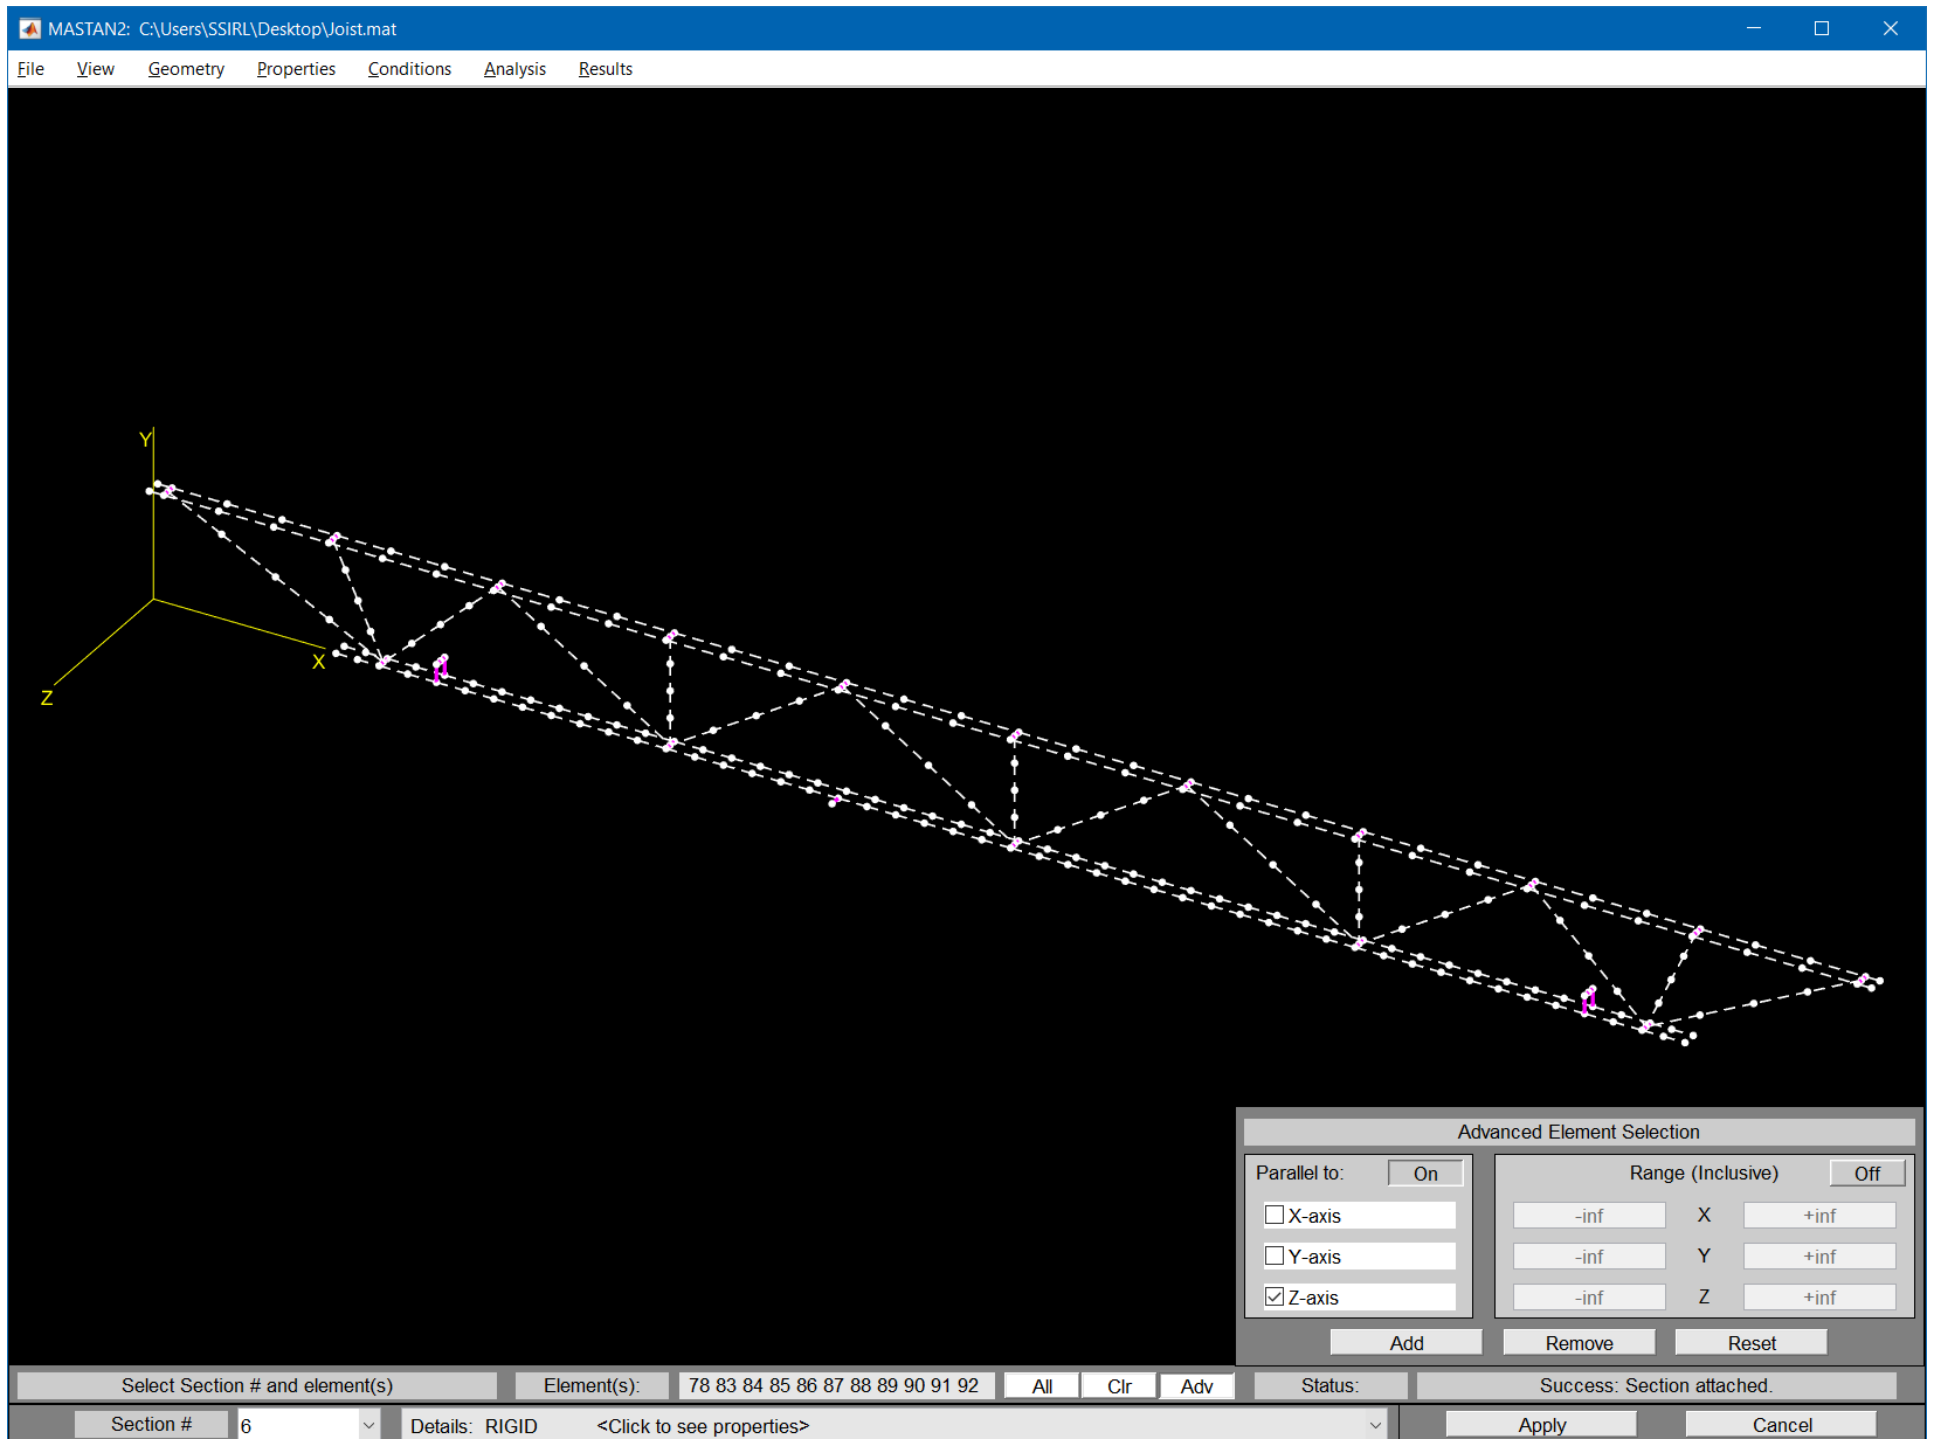 MASTAN2: C:\Users\SSIRL\Desktop\Joist.mat
File View Geometry Properties Conditions Analysis Results
Y
X
Z
Advanced Element Selection
Parallel to: On Range (Inclusive) Off
X-axis -inf X +inf
Y-axis -inf Y +inf
Z-axis -inf Z +inf
Add Remove Reset
Select Section # and element(s) Element(s): 78 83 84 85 86 87 88 89 90 91 92 All Clr Adv Status: Success: Section attached.
Section # 6 Details: RIGID <Click to see properties> Apply Cancel